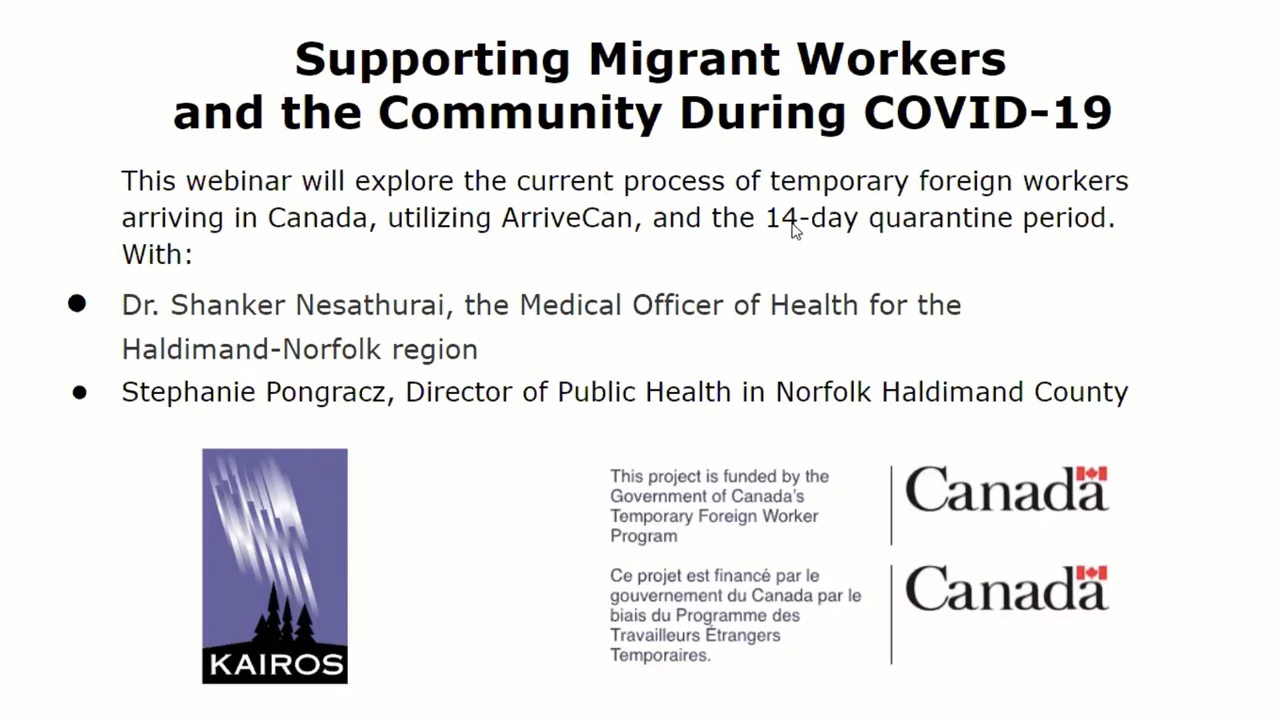 Supporting Migrant Workers
and the Community During COVID-19
This webinar will explore the current process of temporary foreign workers
arriving in Canada, utilizing ArriveCan, and the 14-day quarantine period.
With:
● Dr. Shanker Nesathurai, the Medical Officer of Health for the
Haldimand-Norfolk region
● Stephanie Pongracz, Director of Public Health in Norfolk Haldimand County
KAIROS
This project is funded by the
Government of Canada's
Temporary Foreign Worker
Program
Canada
Ce projet est financé par le
gouvernement du Canada par le
biais du Programme des
Travailleurs Étrangers
Temporaires.
Canada